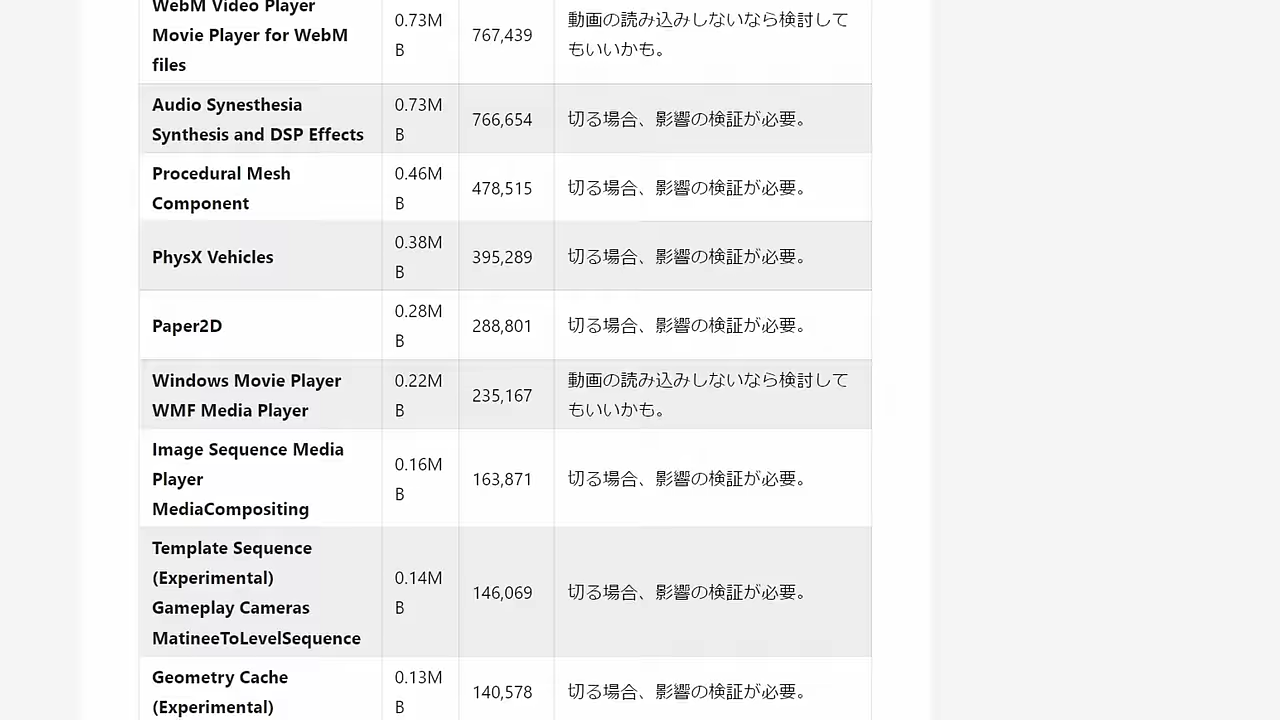 WebM Video Player
Movie Player for WebM
files
0.73M
B
767,439
動画の読み込みしないなら検討して
もいいかも。
Audio Synesthesia
Synthesis and DSP Effects
0.73M
B
766,654
切る場合、影響の検証が必要。
Procedural Mesh
Component
0.46M
B
478,515
切る場合、影響の検証が必要。
PhysX Vehicles
0.38M
B
395,289
切る場合、影響の検証が必要。
Paper2D
0.28M
B
288,801
切る場合、影響の検証が必要。
Windows Movie Player
WMF Media Player
0.22M
B
235,167
動画の読み込みしないなら検討して
もいいかも。
Image Sequence Media
Player
MediaCompositing
0.16M
B
163,871
切る場合、影響の検証が必要。
Template Sequence
(Experimental)
Gameplay Cameras
MatineeToLevelSequence
0.14M
B
146,069
切る場合、影響の検証が必要。
Geometry Cache
(Experimental)
0.13M
B
140,578
切る場合、影響の検証が必要。